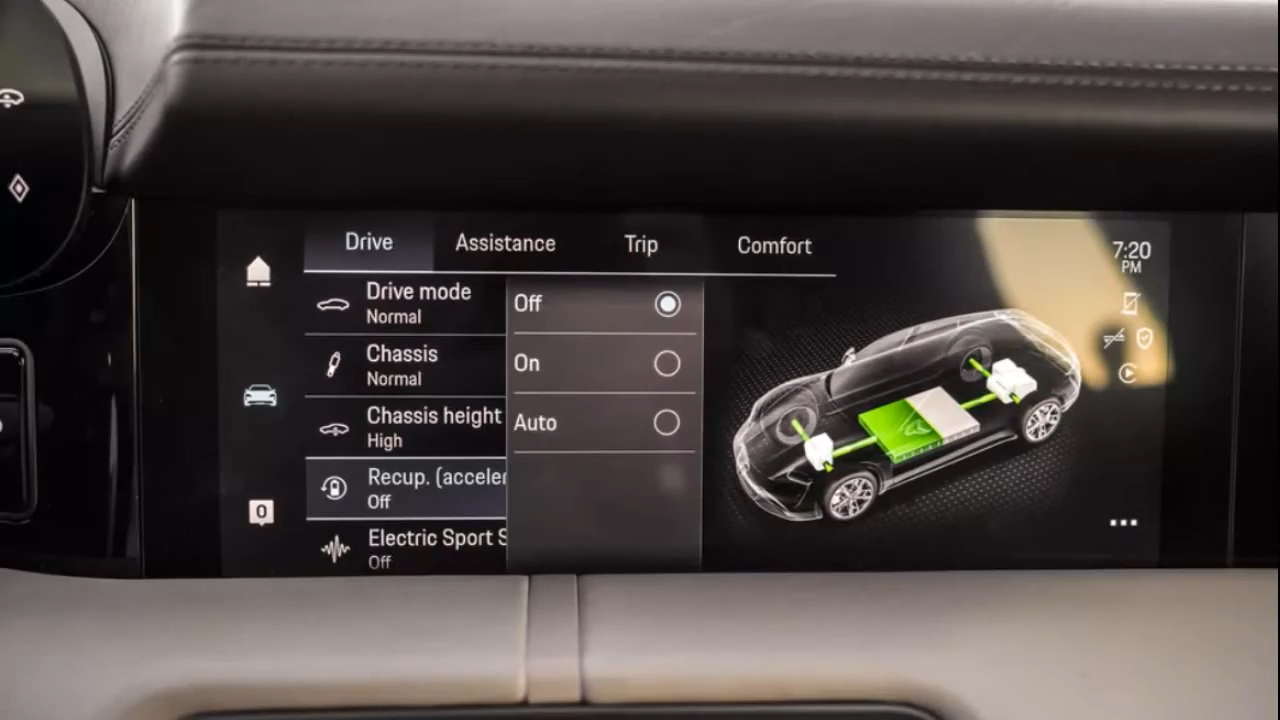 Drive Assistance Trip Comfort
7:20
PM
Drive mode
Normal
Chassis
Normal
Chassis height
High
Recup. (acceler
Off
Electric Sport S
Off
Off
On
Auto
0